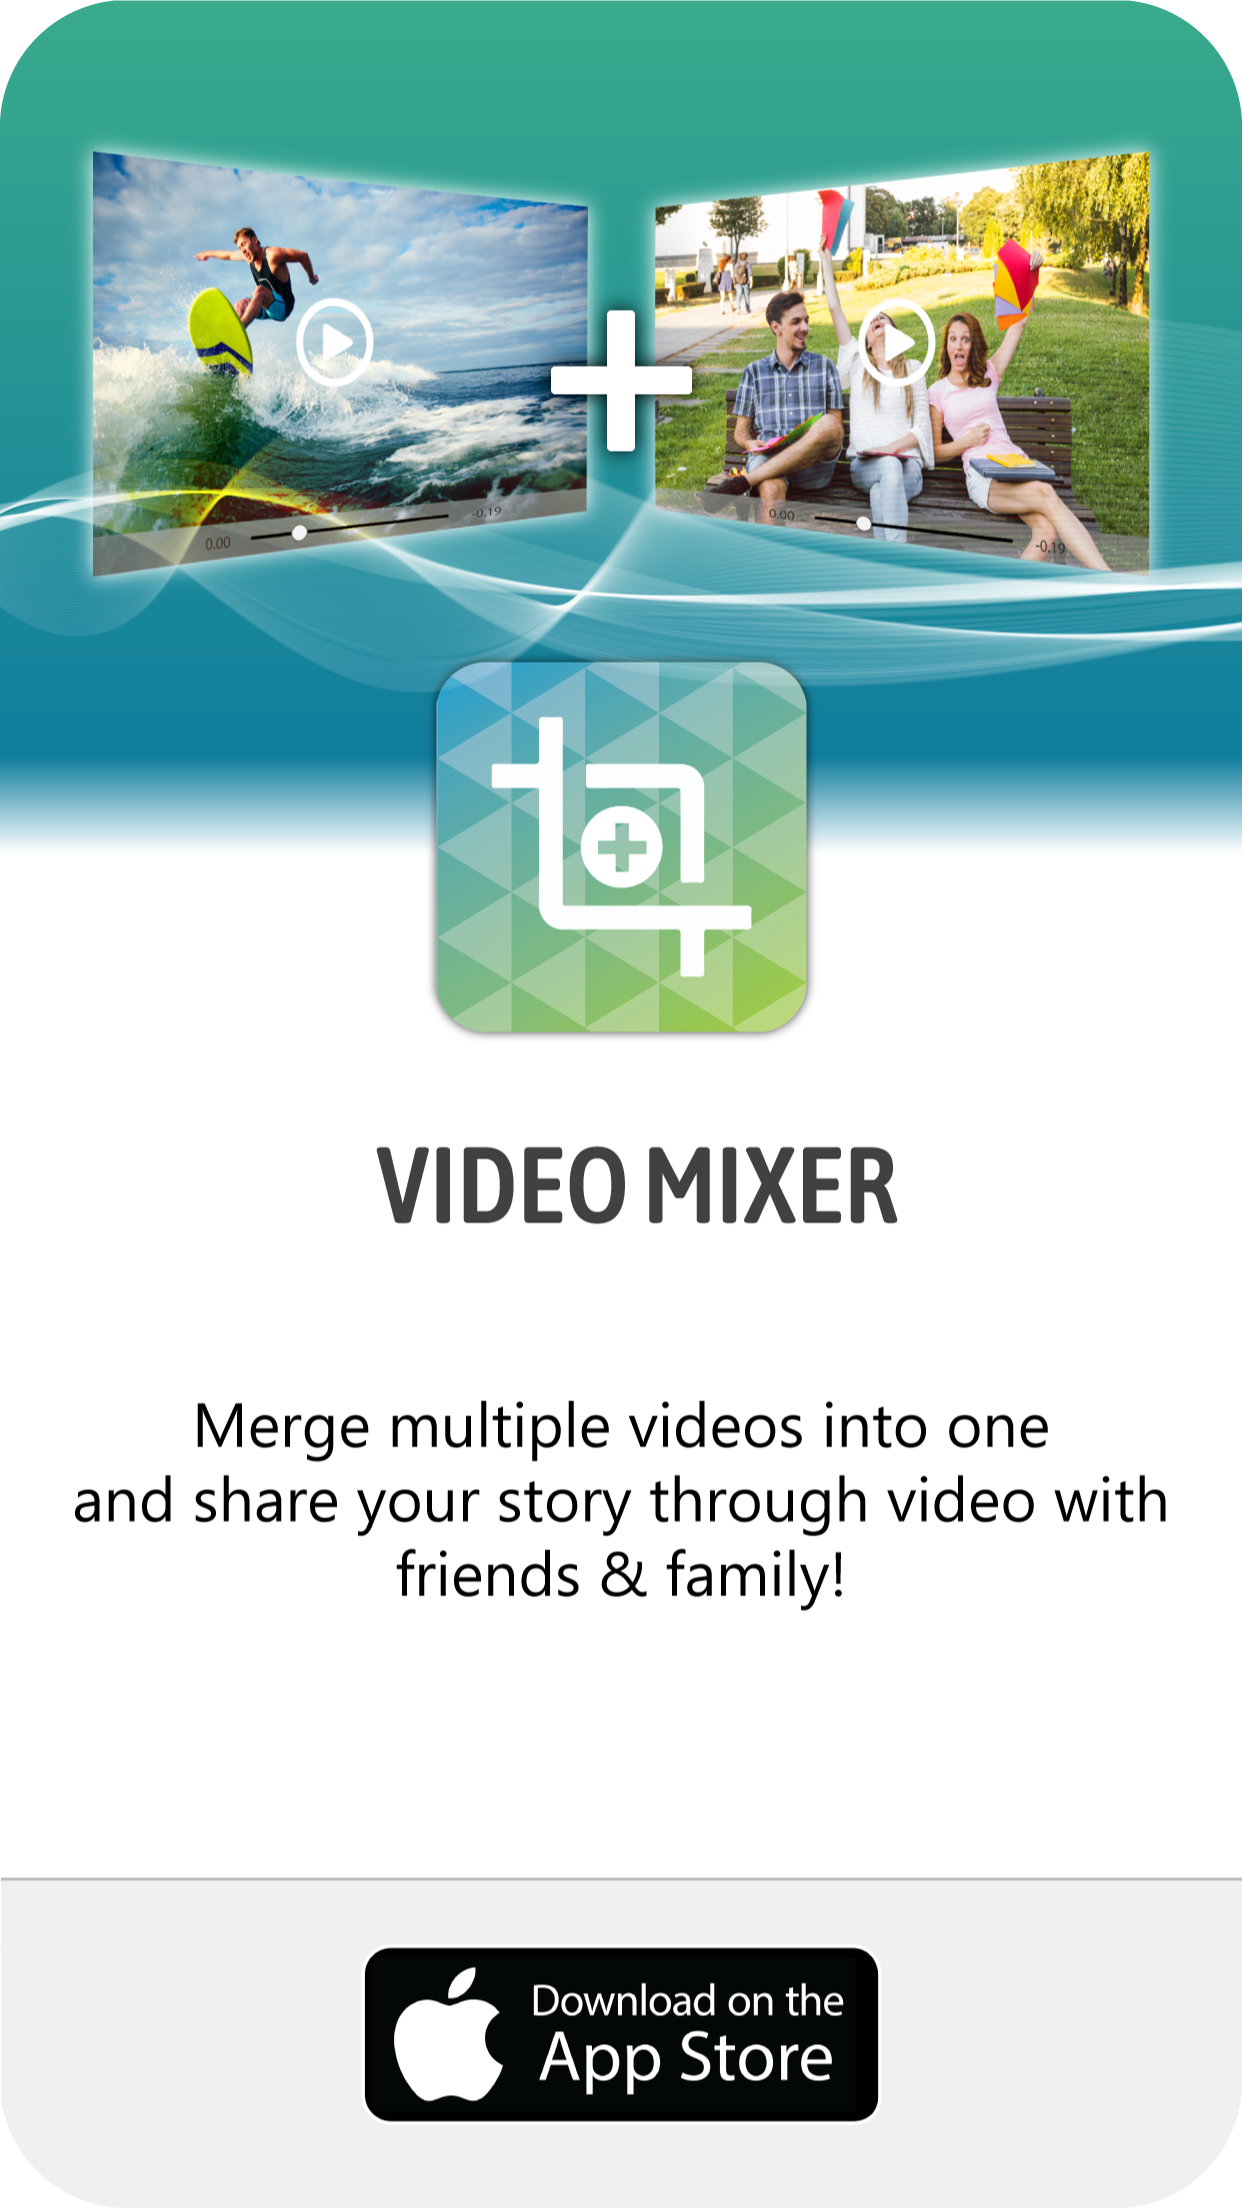 0.00
-0.19
0.00
-0.19
VIDEO MIXER
Merge multiple videos into one
and share your story through video with
friends & family!
Download on the
App Store